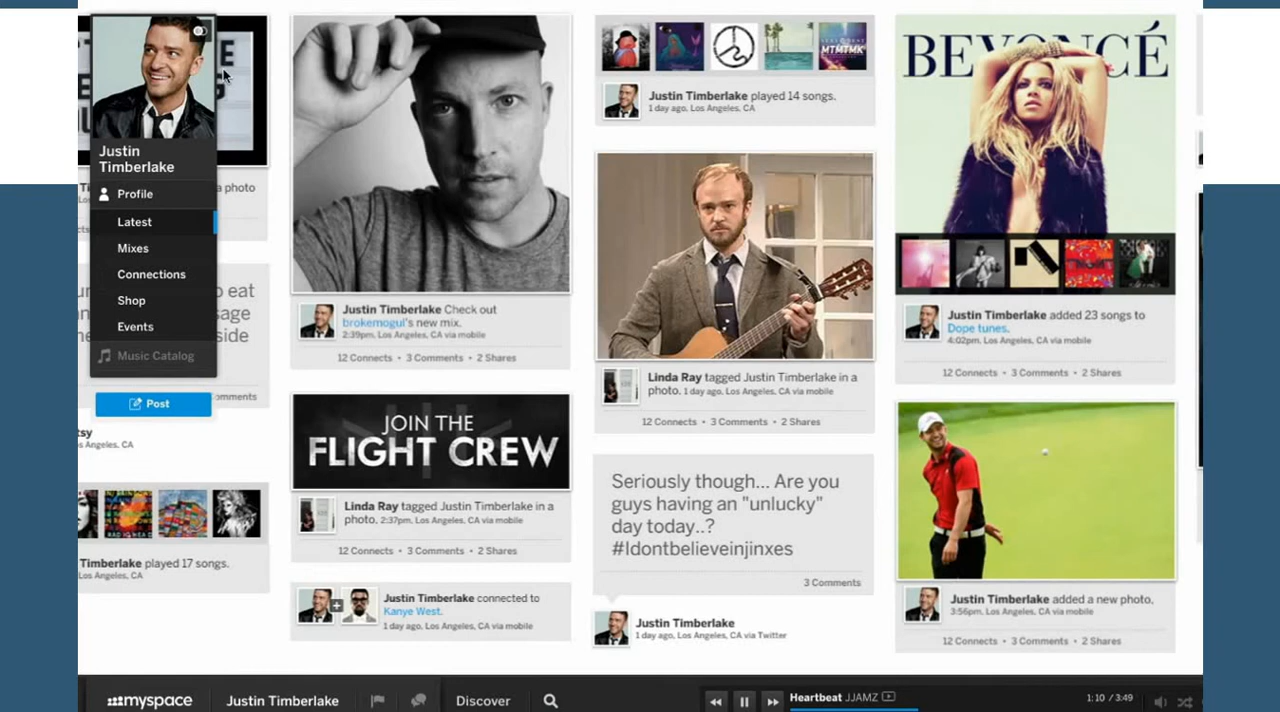 Justin
Timberlake
Profile
Latest
Mixes
Connections
Shop
Events
Music Catalog
Post
a photo
o eat
sage
side
omments
tsy
s Angeles, CA
Timberlake played 17 songs.
os Angeles, CA
Justin Timberlake Check out
brokemogul's new mix.
2:39pm, Los Angeles, CA via mobile
12 Connects • 3 Comments • 2 Shares
JOIN THE
FLIGHT CREW
Linda Ray tagged Justin Timberlake in a
photo. 2:37pm. Los Angeles, CA via mobile
12 Connects • 3 Comments • 2 Shares
Justin Timberlake connected to
Kanye West.
1 day ago, Los Angeles, CA via mobile
MTMTMK
Justin Timberlake played 14 songs.
1 day ago, Los Angeles, CA
Linda Ray tagged Justin Timberlake in a
photo. 1 day ago, Los Angeles, CA via mobile
12 Connects • 3 Comments • 2 Shares
Seriously though... Are you
guys having an "unlucky"
day today..?
#Idontbelieveinjinxes
3 Comments
Justin Timberlake
1 day ago, Los Angeles, CA via Twitter
BEYONCÉ
Justin Timberlake added 23 songs to
Dope tunes.
4:02pm, Los Angeles, CA via mobile
12 Connects • 3 Comments • 2 Shares
Justin Timberlake added a new photo,
3:56pm, Los Angeles, CA via mobile
12 Connects • 3 Comments • 2 Shares
myspace Justin Timberlake Discover Heartbeat JJAMZ 1:10 / 3:49